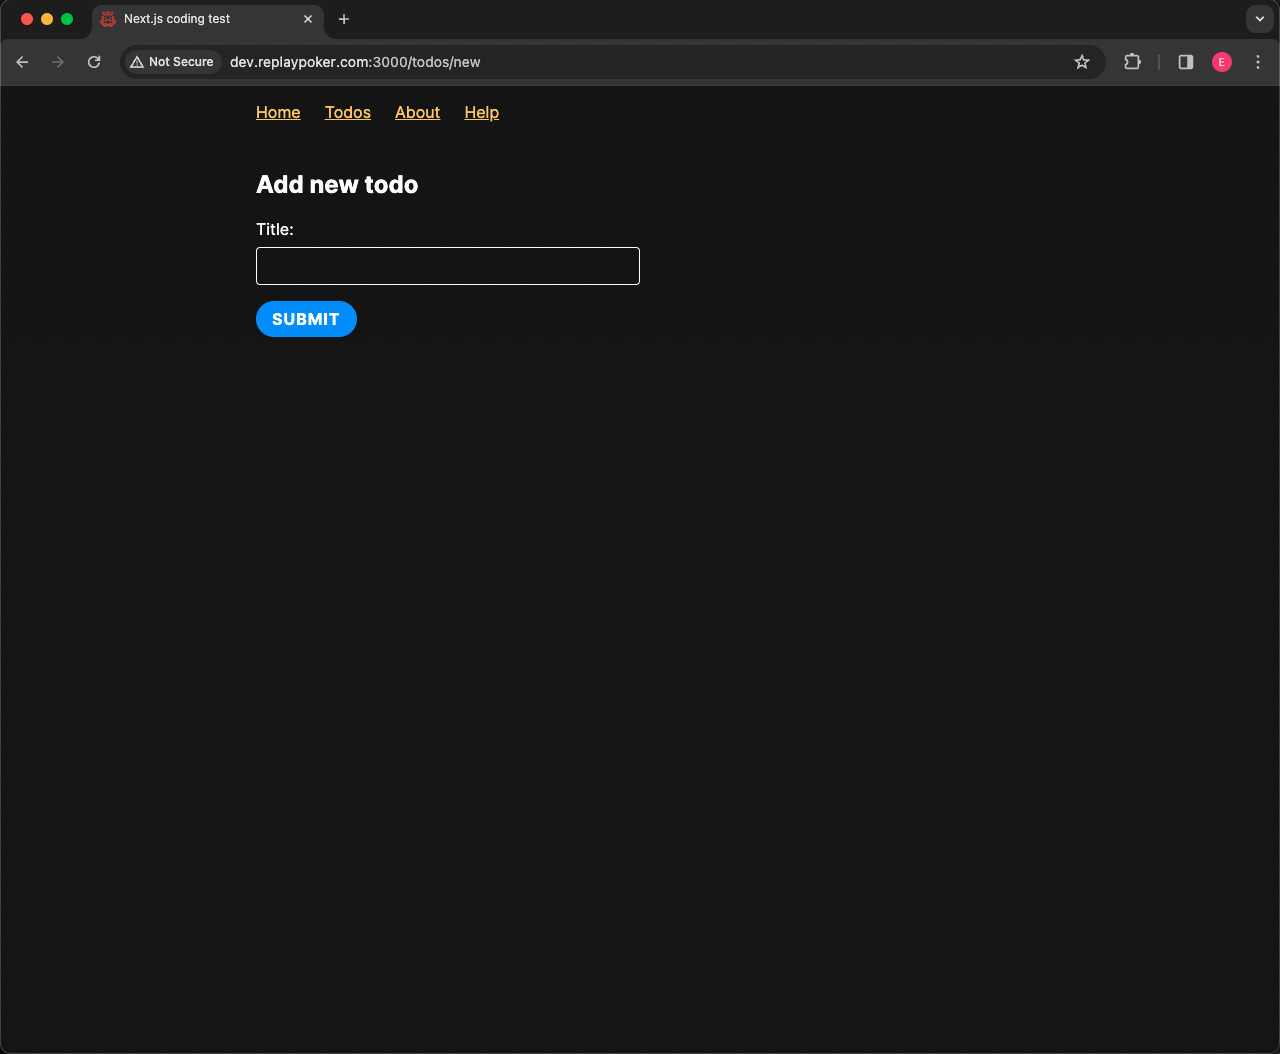 Next.js coding test
Not Secure dev.replaypoker.com:3000/todos/new E
Home Todos About Help
Add new todo
Title:
SUBMIT